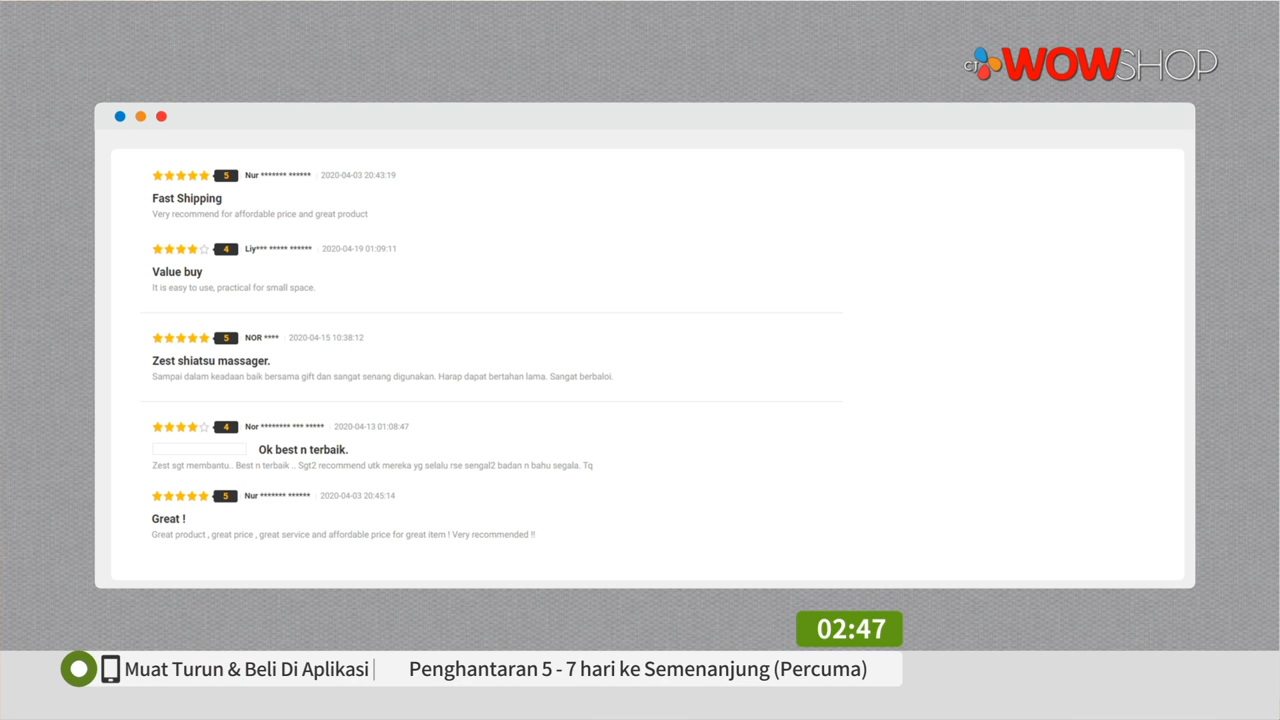 CJ WOWSHOP
5 Nur ******* ****** 2020-04-03 20:43:19
Fast Shipping
Very recommend for affordable price and great product
4 Liy*** ***** ****** 2020-04-19 01:09:11
Value buy
It is easy to use, practical for small space.
5 NOR **** 2020-04-15 10:38:12
Zest shiatsu massager.
Sampai dalam keadaan baik bersama gift dan sangat senang digunakan. Harap dapat bertahan lama. Sangat berbaloi.
4 Nor ******** *** ***** 2020-04-13 01:08:47
Ok best n terbaik.
Zest sgt membantu.. Best n terbaik .. Sgt2 recommend utk mereka yg selalu rse sengal2 badan n bahu segala. Tq
5 Nur ******* ****** 2020-04-03 20:45:14
Great !
Great product , great price , great service and affordable price for great item ! Very recommended !!
02:47
Muat Turun & Beli Di Aplikasi | Penghantaran 5 - 7 hari ke Semenanjung (Percuma)